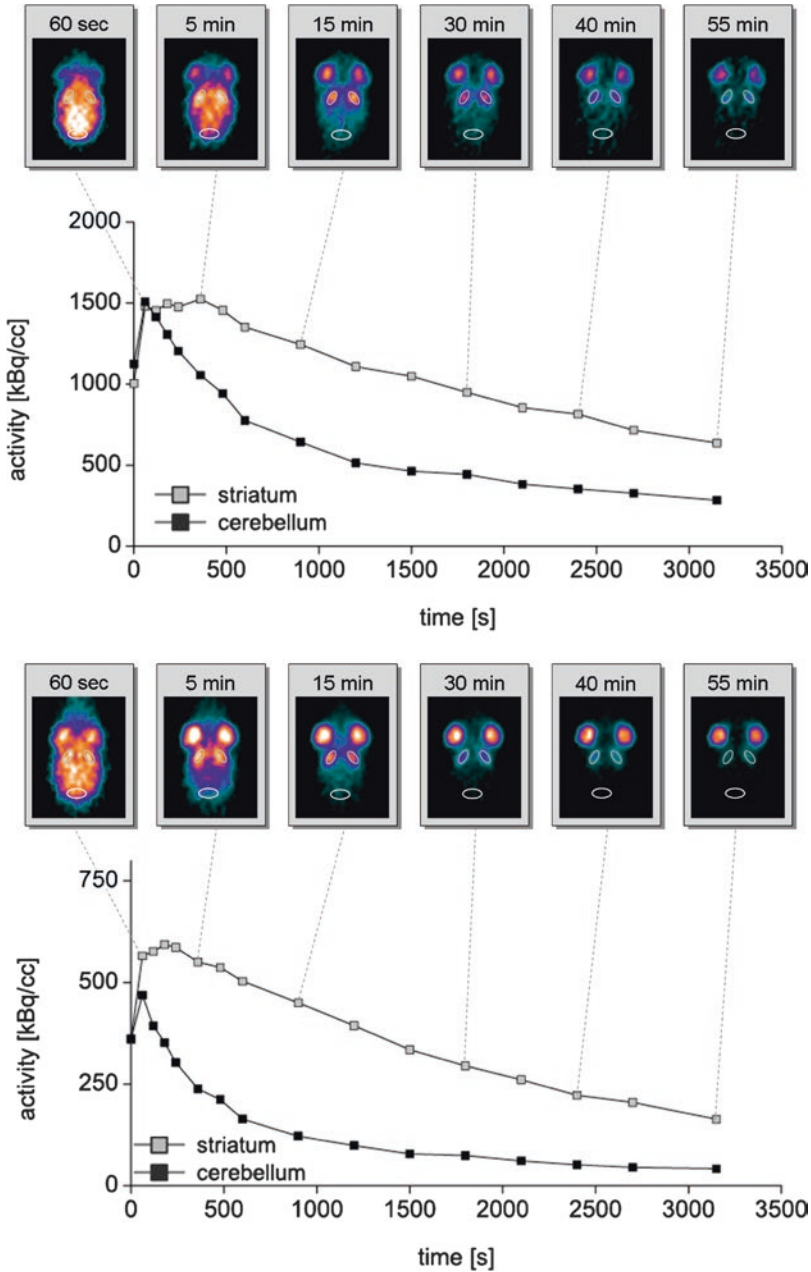 60 sec 5 min 15 min 30 min 40 min 55 min
2000
1500
1000
500
0
activity [kBq/cc]
striatum
cerebellum
0 500 1000 1500 2000 2500 3000 3500
time [s]
60 sec 5 min 15 min 30 min 40 min 55 min
750
500
250
0
activity [kBq/cc]
striatum
cerebellum
0 500 1000 1500 2000 2500 3000 3500
time [s]